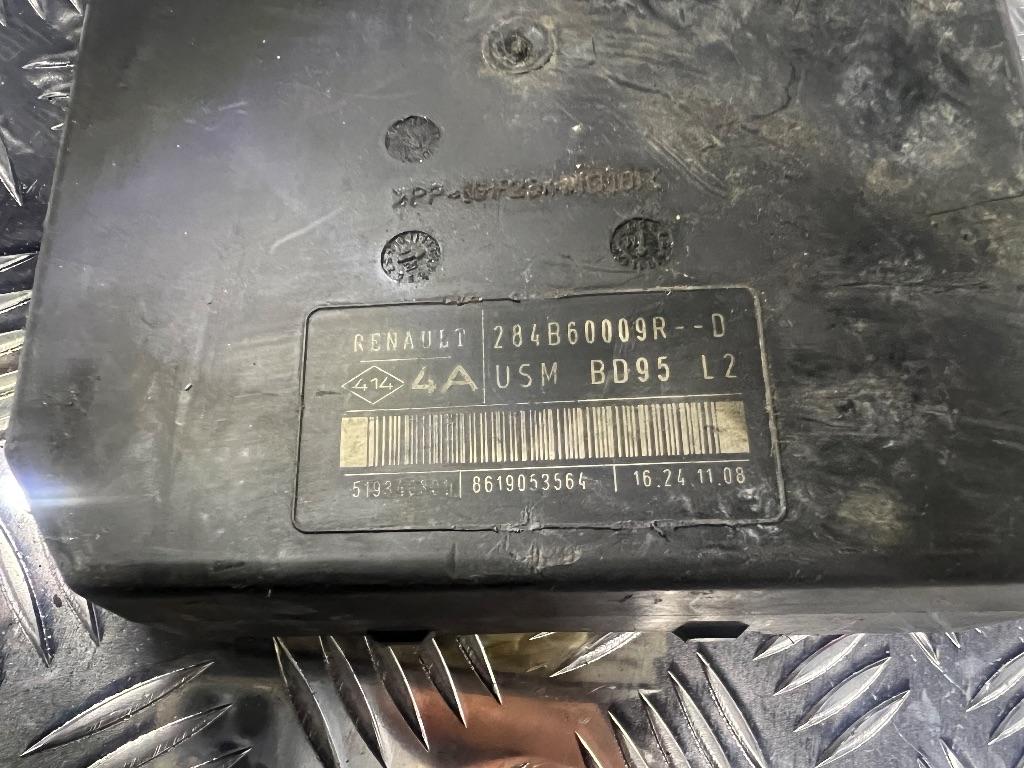 RENAULT 284B60009R--D
414 4A USM BD95 L2
8619053564 16.24.11.08